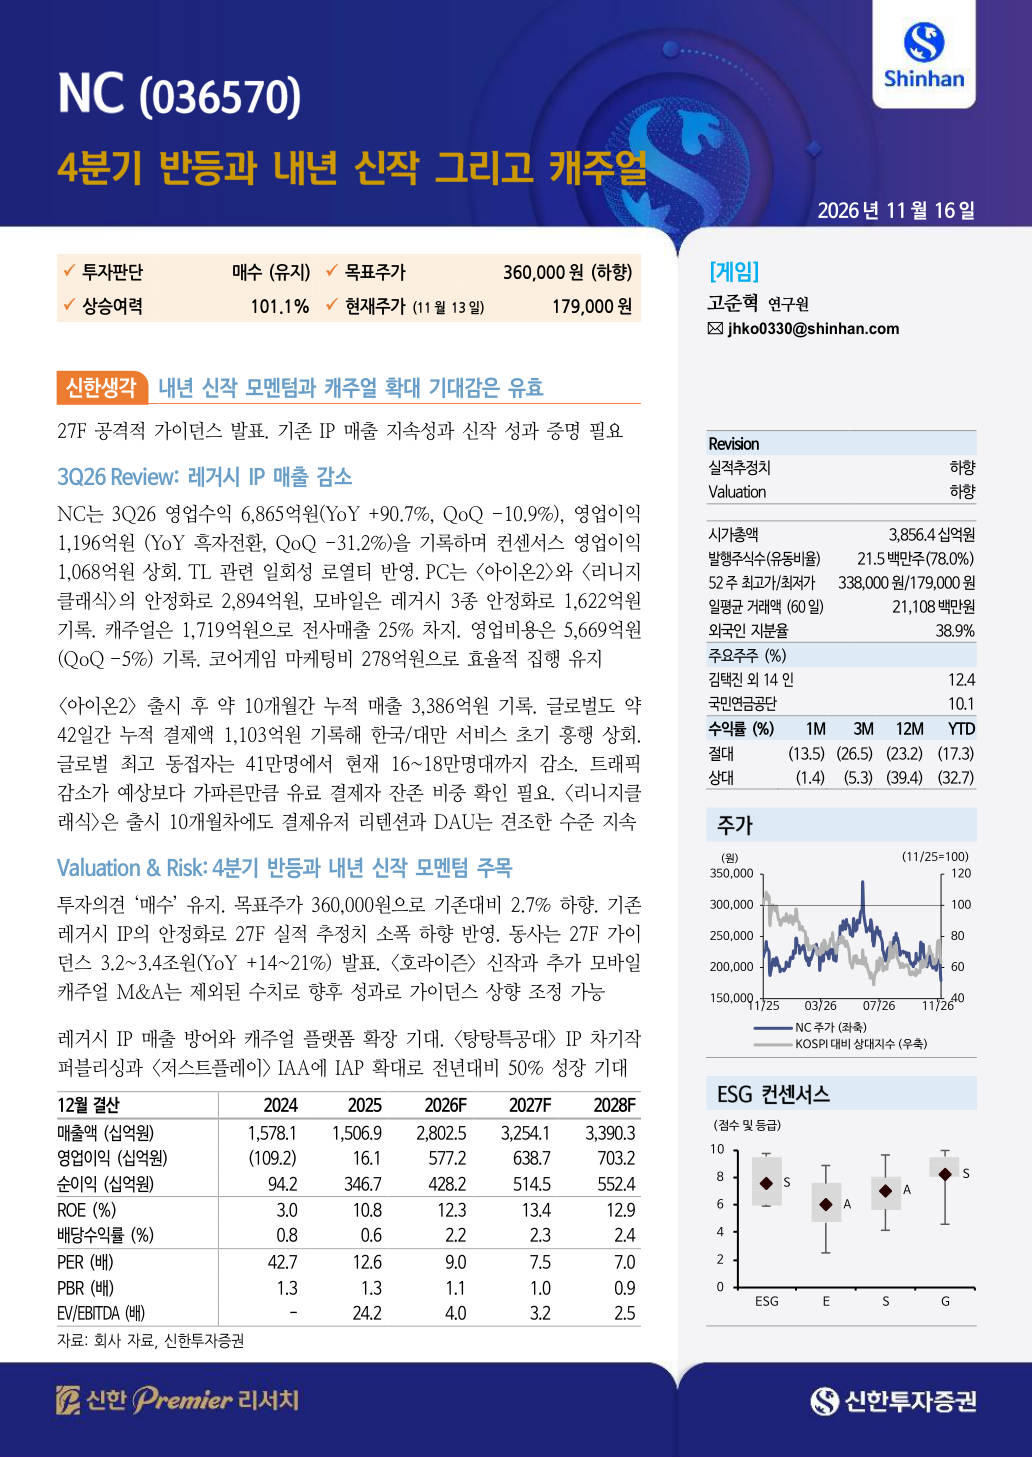 Shinhan
NC (036570)
4분기 반등과 내년 신작 그리고 캐주얼
2026년 11월 16일
✓ 투자판단 매수 (유지) ✓ 목표주가 360,000원 (하향)
✓ 상승여력 101.1% ✓ 현재주가 (11월 13일) 179,000원
신한생각 내년 신작 모멘텀과 캐주얼 확대 기대감은 유효
27F 공격적 가이던스 발표. 기존 IP 매출 지속성과 신작 성과 증명 필요
3Q26 Review: 레거시 IP 매출 감소
NC는 3Q26 영업수익 6,865억원(YoY +90.7%, QoQ -10.9%), 영업이익
1,196억원 (YoY 흑자전환, QoQ -31.2%)을 기록하며 컨센서스 영업이익
1,068억원 상회. TL 관련 일회성 로열티 반영. PC는 〈아이온2〉와 〈리니지
클래식〉의 안정화로 2,894억원, 모바일은 레거시 3종 안정화로 1,622억원
기록. 캐주얼은 1,719억원으로 전사매출 25% 차지. 영업비용은 5,669억원
(QoQ -5%) 기록. 코어게임 마케팅비 278억원으로 효율적 집행 유지
〈아이온2〉 출시 후 약 10개월간 누적 매출 3,386억원 기록. 글로벌도 약
42일간 누적 결제액 1,103억원 기록해 한국/대만 서비스 초기 흥행 상회.
글로벌 최고 동접자는 41만명에서 현재 16~18만명대까지 감소. 트래픽
감소가 예상보다 가파른만큼 유료 결제자 잔존 비중 확인 필요. 〈리니지클
래식〉은 출시 10개월차에도 결제유저 리텐션과 DAU는 견조한 수준 지속
Valuation & Risk: 4분기 반등과 내년 신작 모멘텀 주목
투자의견 ‘매수’ 유지. 목표주가 360,000원으로 기존대비 2.7% 하향. 기존
레거시 IP의 안정화로 27F 실적 추정치 소폭 하향 반영. 동사는 27F 가이
던스 3.2~3.4조원(YoY +14~21%) 발표. 〈호라이즌〉 신작과 추가 모바일
캐주얼 M&A는 제외된 수치로 향후 성과로 가이던스 상향 조정 가능
레거시 IP 매출 방어와 캐주얼 플랫폼 확장 기대. 〈탕탕특공대〉 IP 차기작
퍼블리싱과 〈저스트플레이〉 IAA에 IAP 확대로 전년대비 50% 성장 기대
12월 결산 2024 2025 2026F 2027F 2028F
매출액 (십억원) 1,578.1 1,506.9 2,802.5 3,254.1 3,390.3
영업이익 (십억원) (109.2) 16.1 577.2 638.7 703.2
순이익 (십억원) 94.2 346.7 428.2 514.5 552.4
ROE (%) 3.0 10.8 12.3 13.4 12.9
배당수익률 (%) 0.8 0.6 2.2 2.3 2.4
PER (배) 42.7 12.6 9.0 7.5 7.0
PBR (배) 1.3 1.3 1.1 1.0 0.9
EV/EBITDA (배) - 24.2 4.0 3.2 2.5
자료: 회사 자료, 신한투자증권
[게임]
고준혁 연구원
✉ jhko0330@shinhan.com
Revision
실적추정치 하향
Valuation 하향
시가총액 3,856.4 십억원
발행주식수(유동비율) 21.5 백만주(78.0%)
52 주 최고가/최저가 338,000 원/179,000 원
일평균 거래액 (60일) 21,108 백만원
외국인 지분율 38.9%
주요주주 (%)
김택진 외 14 인 12.4
국민연금공단 10.1
수익률 (%) 1M 3M 12M YTD
절대 (13.5) (26.5) (23.2) (17.3)
상대 (1.4) (5.3) (39.4) (32.7)
주가
(원) (11/25=100)
350,000 120
300,000 100
250,000 80
200,000 60
150,000 40
11/25 03/26 07/26 11/26
NC 주가 (좌축)
KOSPI 대비 상대지수 (우축)
ESG 컨센서스
(점수 및 등급)
10
8
6
4
2
0
S A A S
ESG E S G
신한 Premier 리서치
신한투자증권